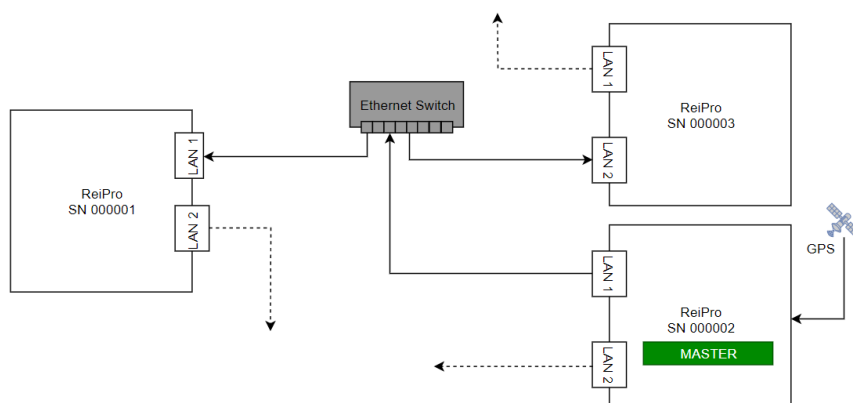 LAN 1
ReiPro
SN 000003
Ethernet Switch
LAN 1
LAN 2
ReiPro
SN 000001
LAN 2
GPS
LAN 1
ReiPro
SN 000002
MASTER
LAN 2